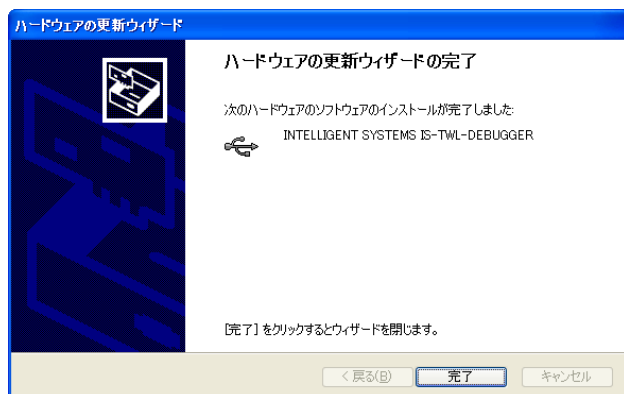 ハードウェアの更新ウィザード
ハードウェアの更新ウィザードの完了
次のハードウェアのソフトウェアのインストールが完了しました:
INTELLIGENT SYSTEMS IS-TWL-DEBUGGER
[完了] をクリックするとウィザードを閉じます。
< 戻る(B) 完了 キャンセル